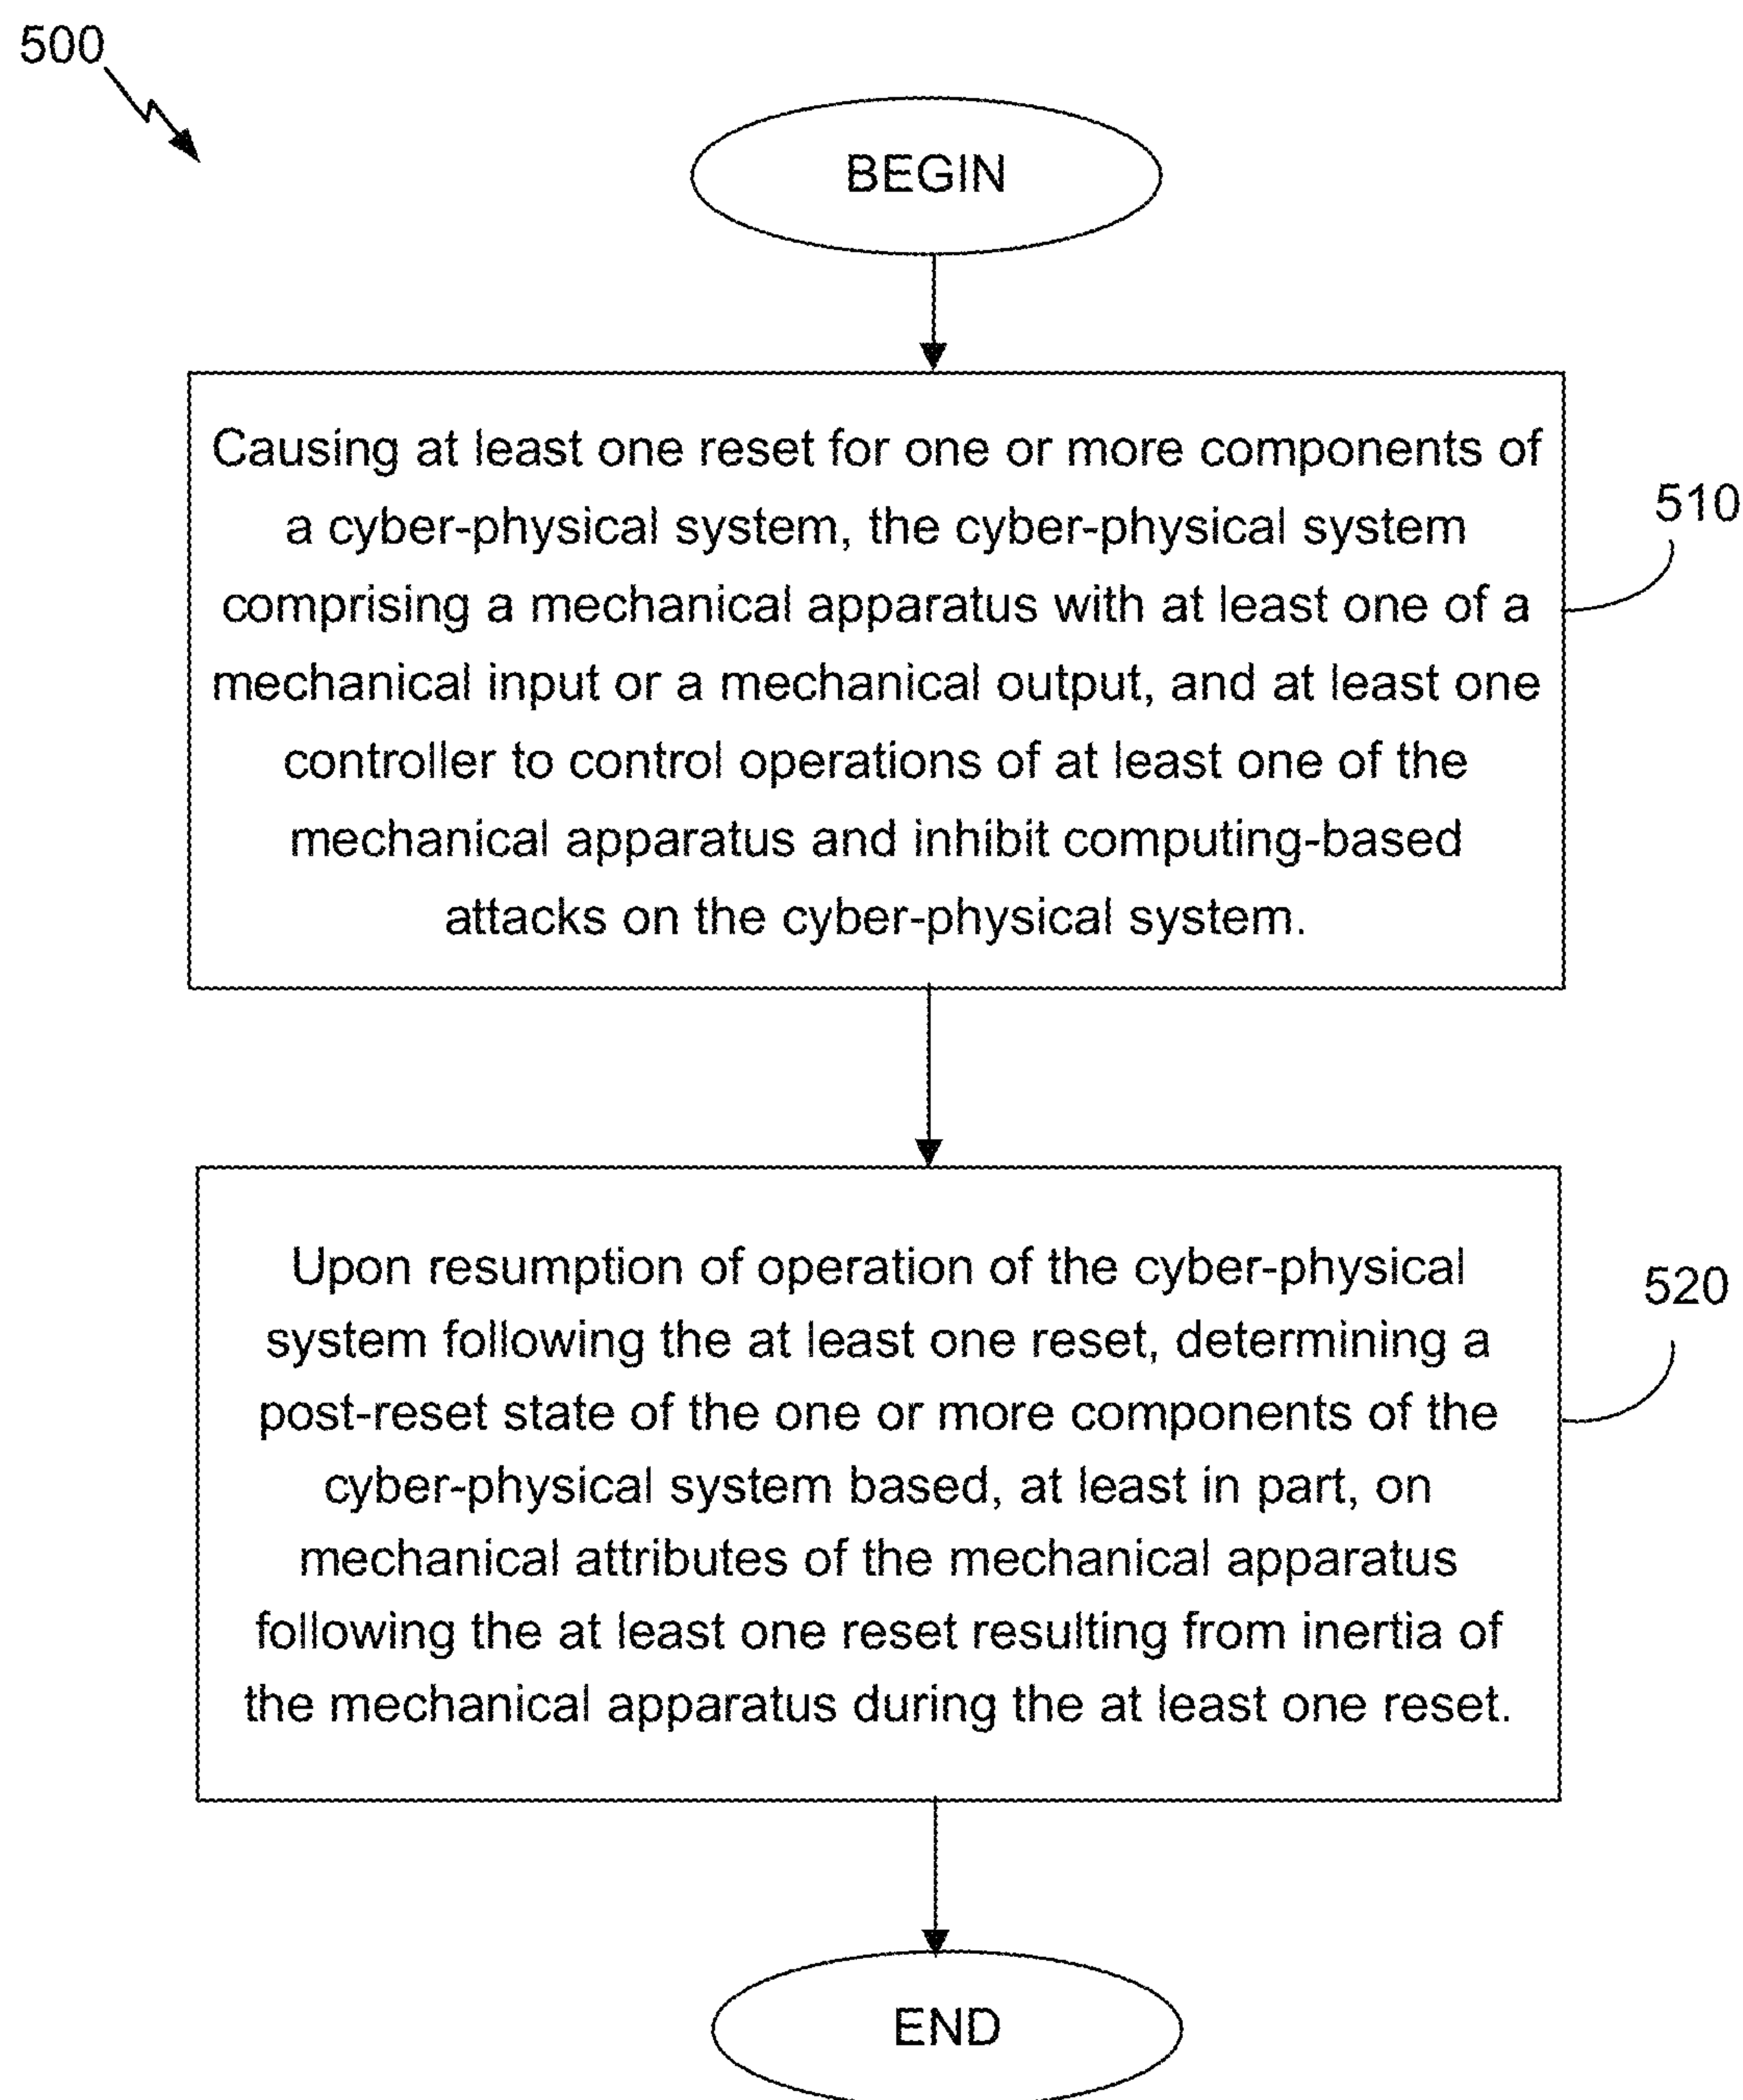 500
BEGIN
Causing at least one reset for one or more components of
a cyber-physical system, the cyber-physical system
comprising a mechanical apparatus with at least one of a
mechanical input or a mechanical output, and at least one
controller to control operations of at least one of the
mechanical apparatus and inhibit computing-based
attacks on the cyber-physical system.
510
Upon resumption of operation of the cyber-physical
system following the at least one reset, determining a
post-reset state of the one or more components of the
cyber-physical system based, at least in part, on
mechanical attributes of the mechanical apparatus
following the at least one reset resulting from inertia of
the mechanical apparatus during the at least one reset.
520
END